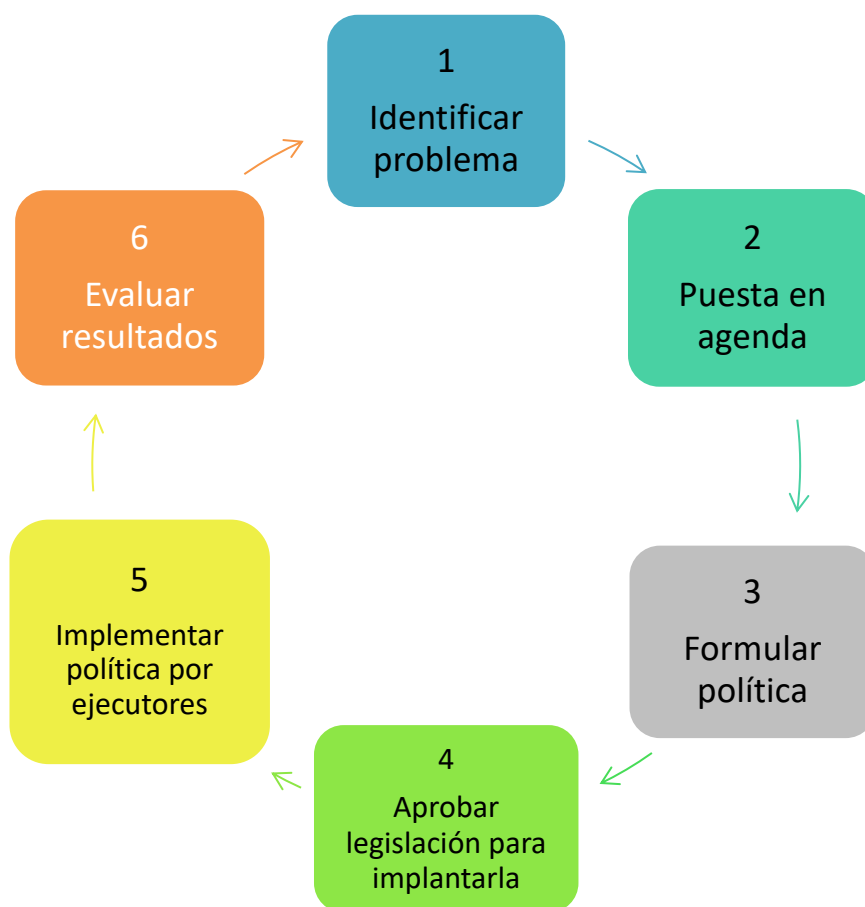 1
Identificar
problema
2
Puesta en
agenda
3
Formular
política
4
Aprobar
legislación para
implantarla
5
Implementar
política por
ejecutores
6
Evaluar
resultados